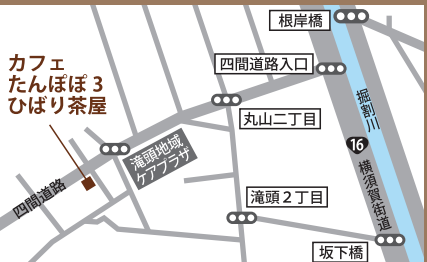 根岸橋
四間道路入口
カフェ
たんぽぽ3
ひばり茶屋
丸山二丁目
堀割川
16
横須賀街道
滝頭地域
ケアプラザ
四間道路
滝頭2丁目
坂下橋